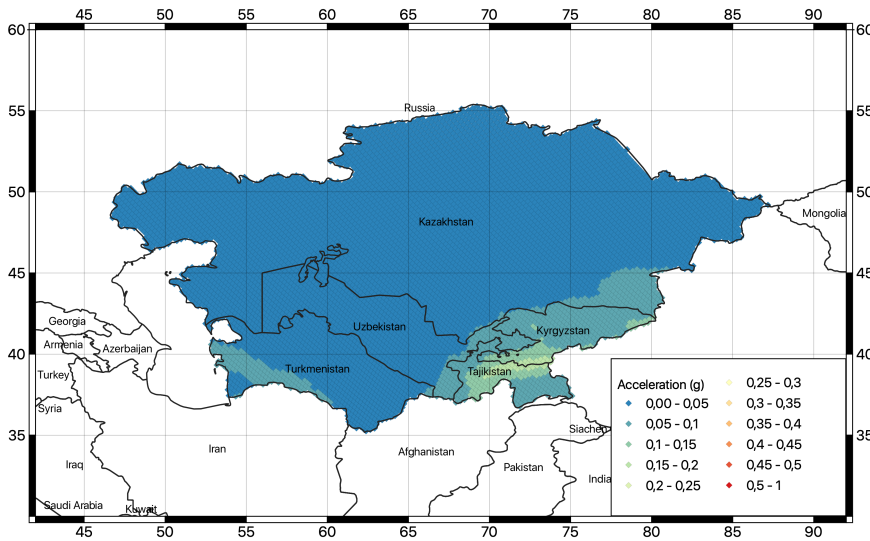 45 50 55 60 65 70 75 80 85 90
60 60
Russia
55 55
50 50
Mongolia
Kazakhstan
45 45
Georgia
Uzbekistan
Kyrgyzstan
Armenia
Azerbaijan
40 40
Turkey
Turkmenistan
Tajikistan
Acceleration (g)
0,00 - 0,05
0,05 - 0,1
0,1 - 0,15
0,15 - 0,2
0,2 - 0,25
0,25 - 0,3
0,3 - 0,35
0,35 - 0,4
0,4 - 0,45
0,45 - 0,5
0,5 - 1
Syria
35 35
Siachen
Iran
Afghanistan
Iraq
Pakistan
India
Saudi Arabia
Kuwait
45 50 55 60 65 70 75 80 85 90